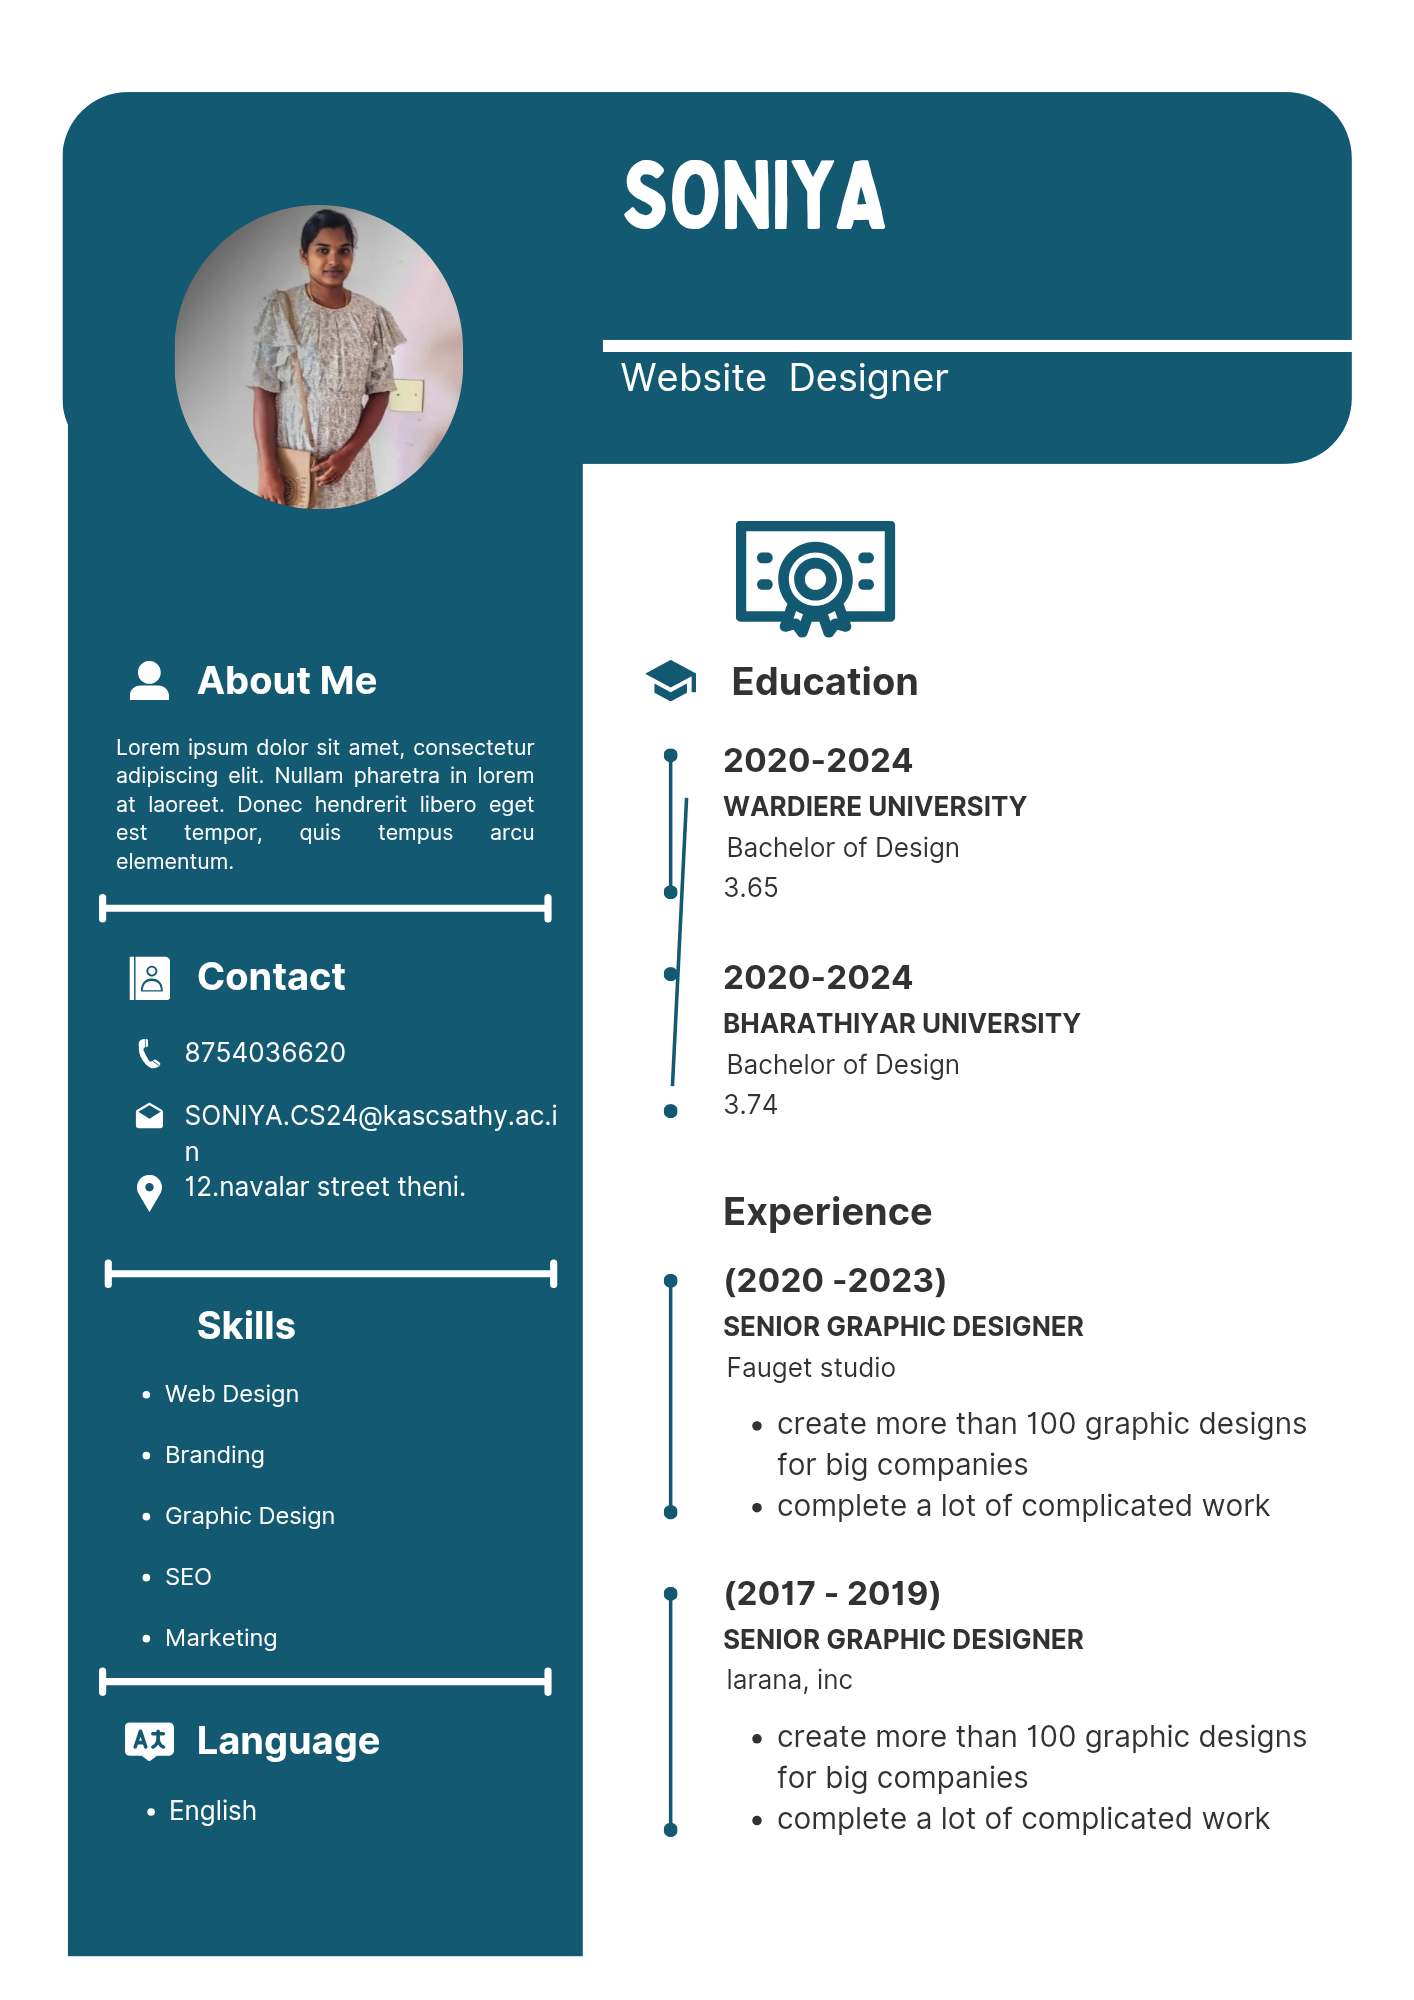 SONIYA
Website Designer
About Me
Lorem ipsum dolor sit amet, consectetur
adipiscing elit. Nullam pharetra in lorem
at laoreet. Donec hendrerit libero eget
est tempor, quis tempus arcu
elementum.
Contact
8754036620
SONIYA.CS24@kascsathy.ac.i
n
12.navalar street theni.
Skills
• Web Design
• Branding
• Graphic Design
• SEO
• Marketing
Language
• English
Education
2020-2024
WARDIERE UNIVERSITY
Bachelor of Design
3.65
2020-2024
BHARATHIYAR UNIVERSITY
Bachelor of Design
3.74
Experience
(2020 -2023)
SENIOR GRAPHIC DESIGNER
Fauget studio
• create more than 100 graphic designs
for big companies
• complete a lot of complicated work
(2017 - 2019)
SENIOR GRAPHIC DESIGNER
larana, inc
• create more than 100 graphic designs
for big companies
• complete a lot of complicated work